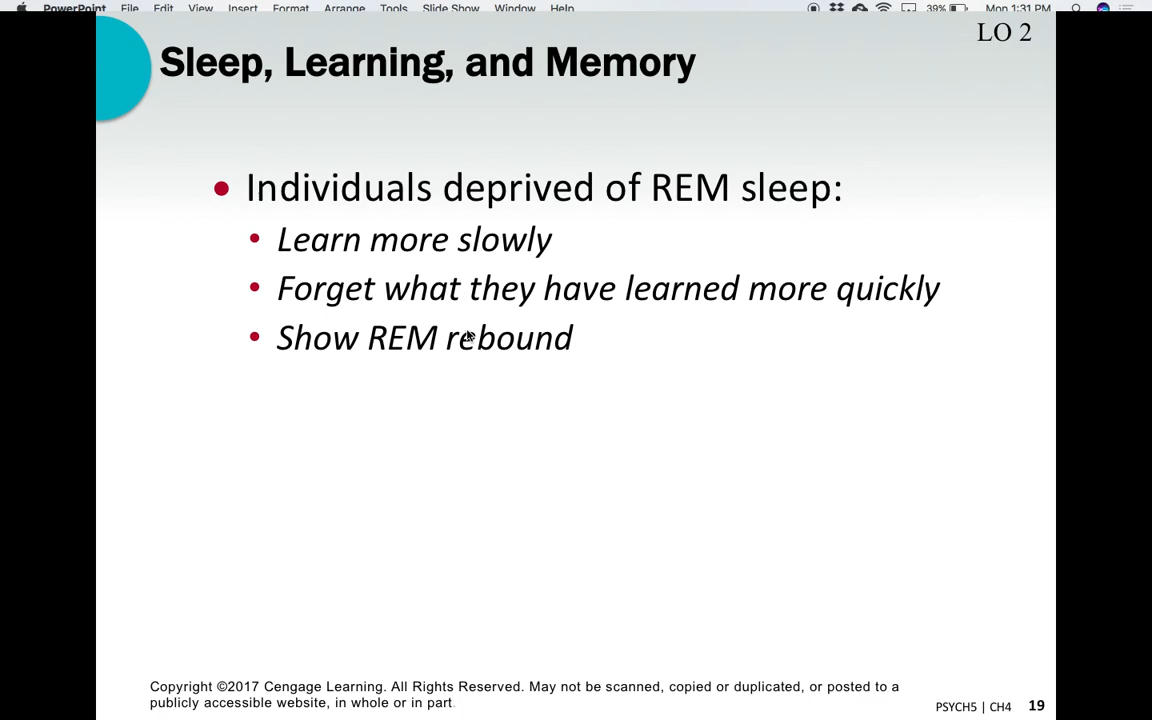 PowerPoint File Edit View Insert Format Arrange Tools Slide Show Window Help 39% Mon 1:31 PM
LO 2
Sleep, Learning, and Memory
• Individuals deprived of REM sleep:
• Learn more slowly
• Forget what they have learned more quickly
• Show REM rebound
Copyright ©2017 Cengage Learning. All Rights Reserved. May not be scanned, copied or duplicated, or posted to a
publicly accessible website, in whole or in part.
PSYCH5 | CH4 19